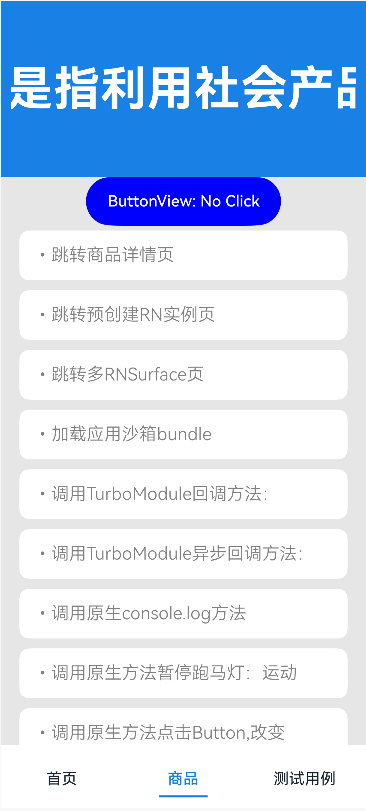 是指利用社会产品
ButtonView: No Click
• 跳转商品详情页
• 跳转预创建RN实例页
• 跳转多RNSurface页
• 加载应用沙箱bundle
• 调用TurboModule回调方法:
• 调用TurboModule异步回调方法:
• 调用原生console.log方法
• 调用原生方法暂停跑马灯：运动
• 调用原生方法点击Button,改变
首页
商品
测试用例